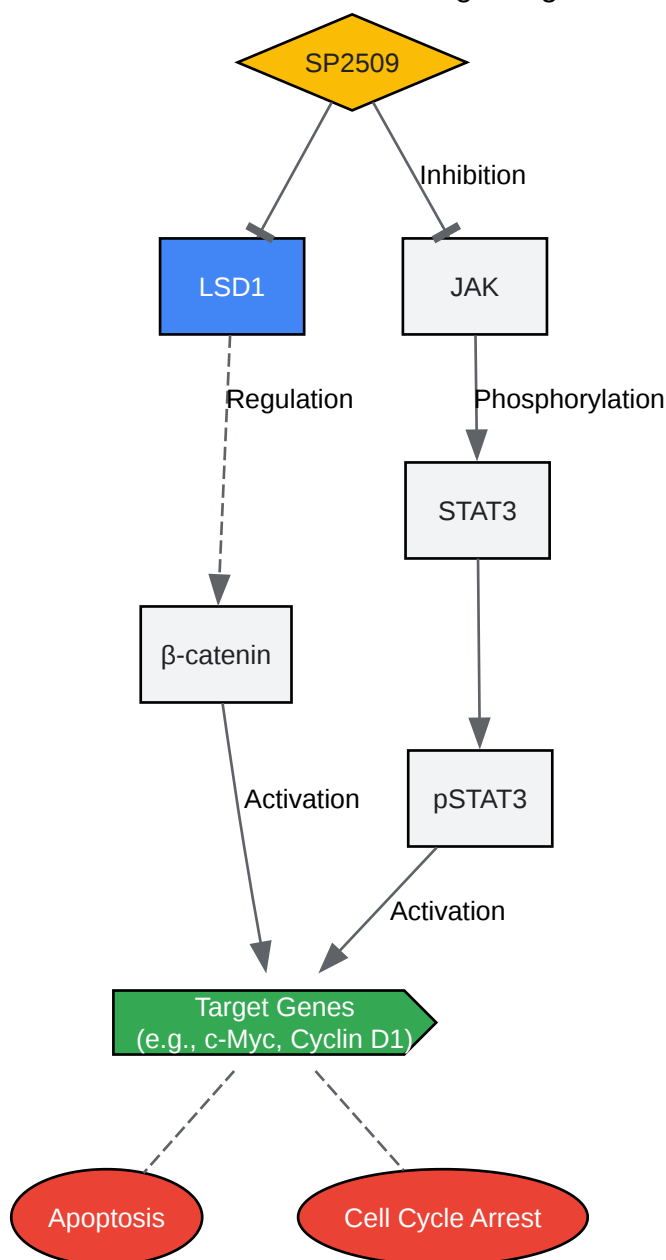 SP2509
Inhibition
LSD1
JAK
Regulation
Phosphorylation
STAT3
β-catenin
pSTAT3
Activation
Activation
Target Genes
(e.g., c-Myc, Cyclin D1)
Apoptosis
Cell Cycle Arrest